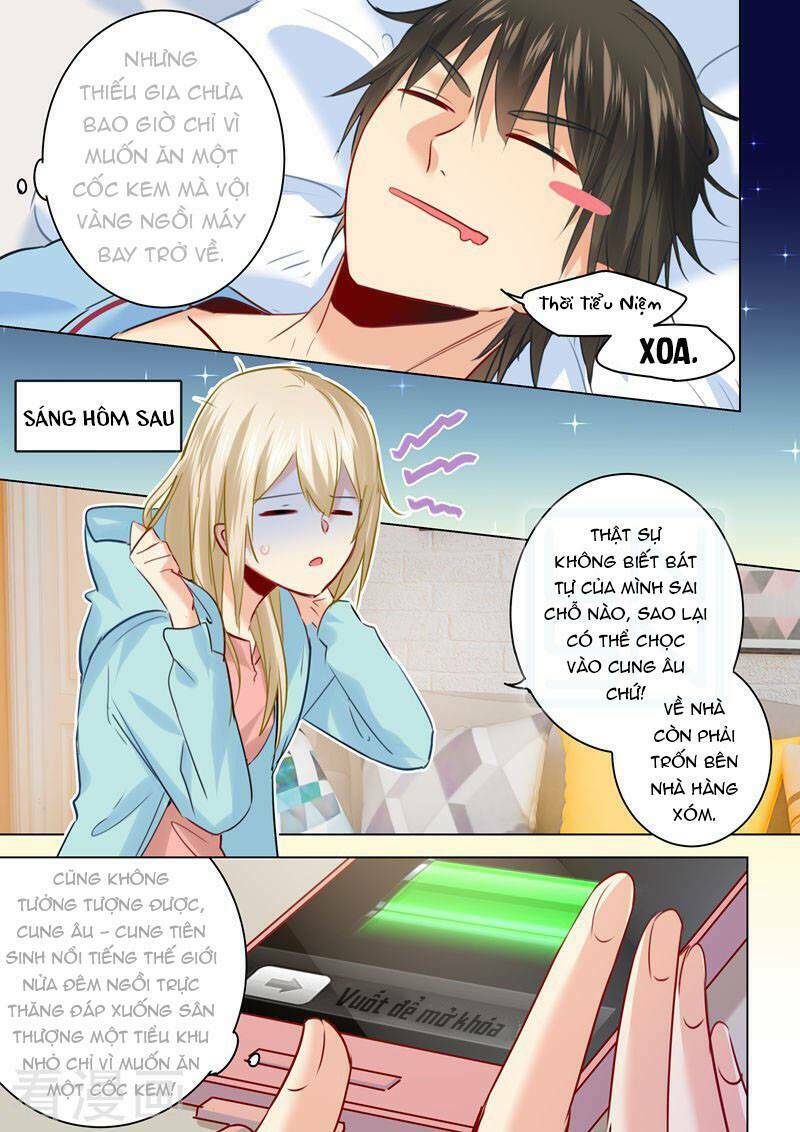 NHƯNG
THIẾU GIA CHƯA
BAO GIỜ CHỈ VÌ
MUỐN ĂN MỘT
CỐC KEM MÀ VỘI
VÀNG NGỒI MÁY
BAY TRỞ VỀ.
Thời Tiểu Niệm
XOA.
SÁNG HÔM SAU
THẬT SỰ
KHÔNG BIẾT BÁT
TỰ CỦA MÌNH SAI
CHỖ NÀO, SAO LẠI
CÓ THỂ CHỌC
VÀO CUNG ÂU
CHỨ!
VỀ NHÀ
CÒN PHẢI
TRỐN BÊN
NHÀ HÀNG
XÓM.
CŨNG KHÔNG
TƯỞNG TƯỢNG ĐƯỢC,
CUNG ÂU – CUNG TIÊN
SINH NỔI TIẾNG THẾ GIỚI
NỬA ĐÊM NGỒI TRỰC
THĂNG ĐÁP XUỐNG SÂN
THƯỢNG MỘT TIỂU KHU
NHỎ CHỈ VÌ MUỐN ĂN
MỘT CỐC KEM!
Vuốt để mở khóa
看漫画